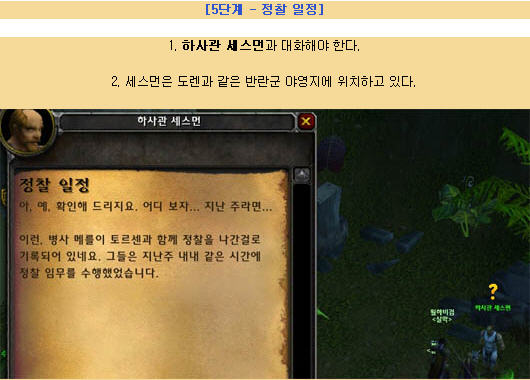 [5단계 - 정찰 일정]
1. 하사관 세스먼과 대화해야 한다.
2. 세스먼은 도렌과 같은 반란군 야영지에 위치하고 있다.
하사관 세스먼
정찰 일정
아, 예, 확인해 드리지요. 어디 보자... 지난 주라면...
이런, 병사 메를이 토르센과 함께 정찰을 나간걸로
기록되어 있네요. 그들은 지난주 내내 같은 시간에
정찰 임무를 수행했었습니다.
하사관 세스먼